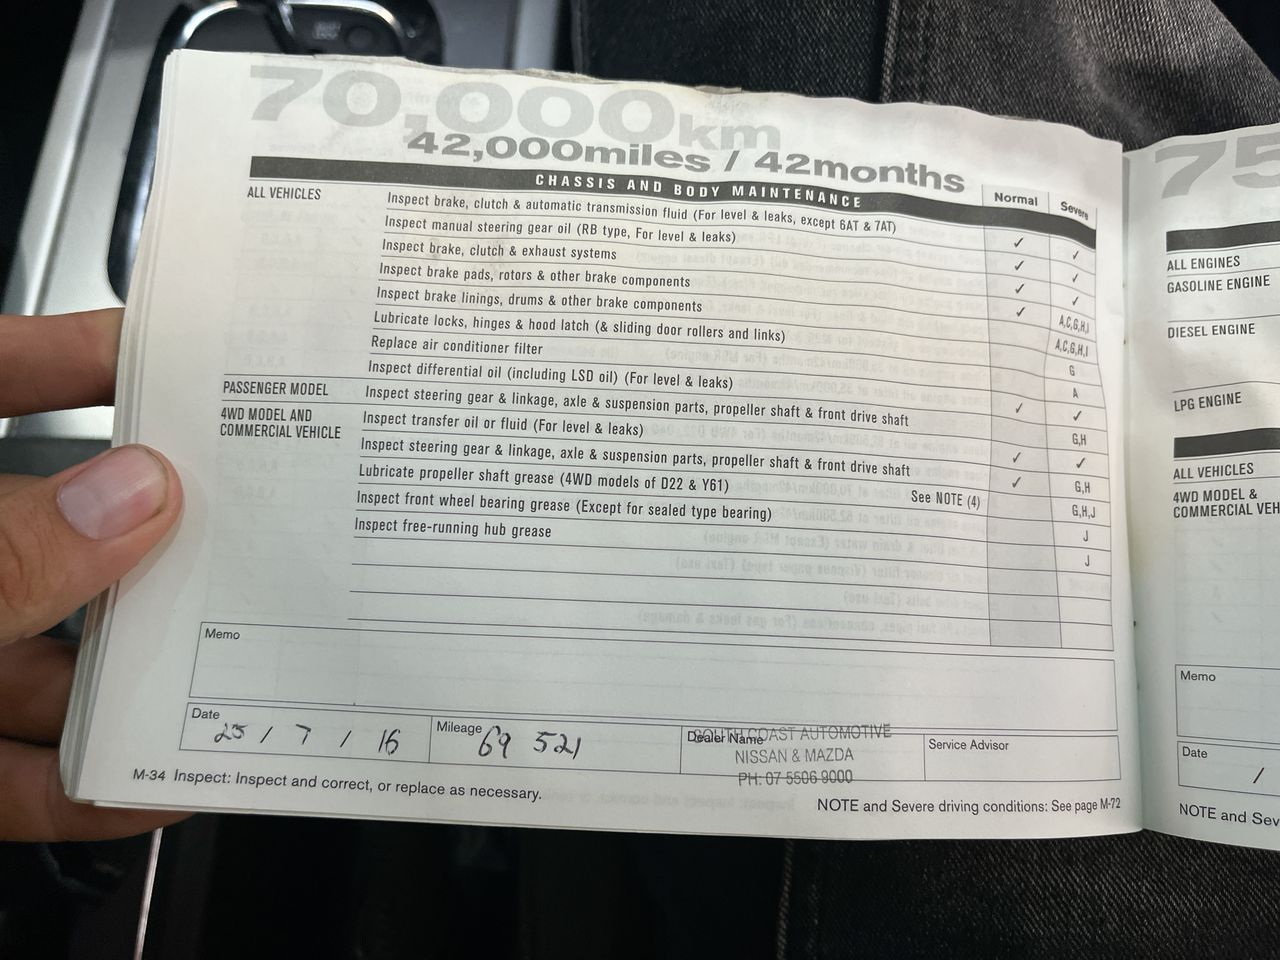 70,000km
42,000miles / 42months
CHASSIS AND BODY MAINTENANCE
Normal
Severe
ALL VEHICLES
Inspect brake, clutch & automatic transmission fluid (For level & leaks, except 6AT & 7AT) ✓ ✓
Inspect manual steering gear oil (RB type, For level & leaks) ✓ ✓
Inspect brake, clutch & exhaust systems ✓ ✓
Inspect brake pads, rotors & other brake components ✓ A,C,G,H,I
Inspect brake linings, drums & other brake components A,C,G,H,I
Lubricate locks, hinges & hood latch (& sliding door rollers and links) G
Replace air conditioner filter A
Inspect differential oil (including LSD oil) (For level & leaks) ✓ ✓
PASSENGER MODEL
Inspect steering gear & linkage, axle & suspension parts, propeller shaft & front drive shaft G,H
4WD MODEL AND
COMMERCIAL VEHICLE
Inspect transfer oil or fluid (For level & leaks) ✓ ✓
Inspect steering gear & linkage, axle & suspension parts, propeller shaft & front drive shaft ✓ G,H
Lubricate propeller shaft grease (4WD models of D22 & Y61) See NOTE (4) G,H,J
Inspect front wheel bearing grease (Except for sealed type bearing) J
Inspect free-running hub grease J
Memo
Date 25 / 7 / 16
Mileage 69 521
Dealer Name
SOUTH COAST AUTOMOTIVE
NISSAN & MAZDA
PH: 07 5506 9000
Service Advisor
M-34 Inspect: Inspect and correct, or replace as necessary.
NOTE and Severe driving conditions: See page M-72
75
ALL ENGINES
GASOLINE ENGINE
DIESEL ENGINE
LPG ENGINE
ALL VEHICLES
4WD MODEL &
COMMERCIAL VEH
Memo
Date
/
NOTE and Sev